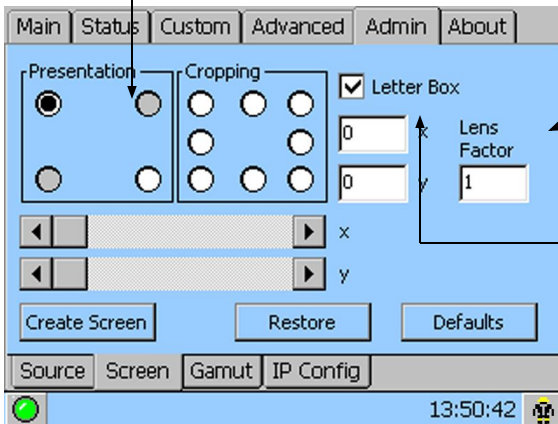 Main Status Custom Advanced Admin About
Presentation Cropping
Letter Box
0 x Lens
Factor
0 y 1
x
y
Create Screen Restore Defaults
Source Screen Gamut IP Config
13:50:42